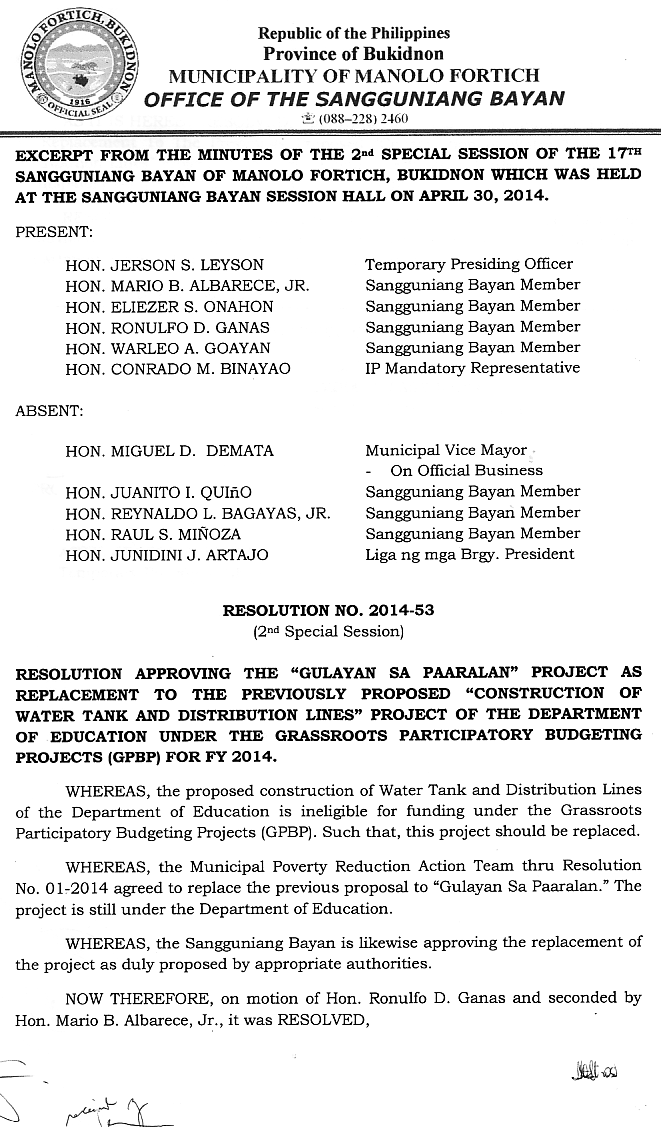 MANOLO FORTICH, BUKIDNON
1916
OFFICIAL SEAL
Republic of the Philippines
Province of Bukidnon
MUNICIPALITY OF MANOLO FORTICH
OFFICE OF THE SANGGUNIANG BAYAN
☏ (088–228) 2460
EXCERPT FROM THE MINUTES OF THE 2nd SPECIAL SESSION OF THE 17TH
SANGGUNIANG BAYAN OF MANOLO FORTICH, BUKIDNON WHICH WAS HELD
AT THE SANGGUNIANG BAYAN SESSION HALL ON APRIL 30, 2014.
PRESENT:
HON. JERSON S. LEYSON Temporary Presiding Officer
HON. MARIO B. ALBARECE, JR. Sangguniang Bayan Member
HON. ELIEZER S. ONAHON Sangguniang Bayan Member
HON. RONULFO D. GANAS Sangguniang Bayan Member
HON. WARLEO A. GOAYAN Sangguniang Bayan Member
HON. CONRADO M. BINAYAO IP Mandatory Representative
ABSENT:
HON. MIGUEL D. DEMATA Municipal Vice Mayor
- On Official Business
HON. JUANITO I. QUIñO Sangguniang Bayan Member
HON. REYNALDO L. BAGAYAS, JR. Sangguniang Bayan Member
HON. RAUL S. MIÑOZA Sangguniang Bayan Member
HON. JUNIDINI J. ARTAJO Liga ng mga Brgy. President
RESOLUTION NO. 2014-53
(2nd Special Session)
RESOLUTION APPROVING THE “GULAYAN SA PAARALAN” PROJECT AS
REPLACEMENT TO THE PREVIOUSLY PROPOSED “CONSTRUCTION OF
WATER TANK AND DISTRIBUTION LINES” PROJECT OF THE DEPARTMENT
OF EDUCATION UNDER THE GRASSROOTS PARTICIPATORY BUDGETING
PROJECTS (GPBP) FOR FY 2014.
WHEREAS, the proposed construction of Water Tank and Distribution Lines
of the Department of Education is ineligible for funding under the Grassroots
Participatory Budgeting Projects (GPBP). Such that, this project should be replaced.
WHEREAS, the Municipal Poverty Reduction Action Team thru Resolution
No. 01-2014 agreed to replace the previous proposal to “Gulayan Sa Paaralan.” The
project is still under the Department of Education.
WHEREAS, the Sangguniang Bayan is likewise approving the replacement of
the project as duly proposed by appropriate authorities.
NOW THEREFORE, on motion of Hon. Ronulfo D. Ganas and seconded by
Hon. Mario B. Albarece, Jr., it was RESOLVED,